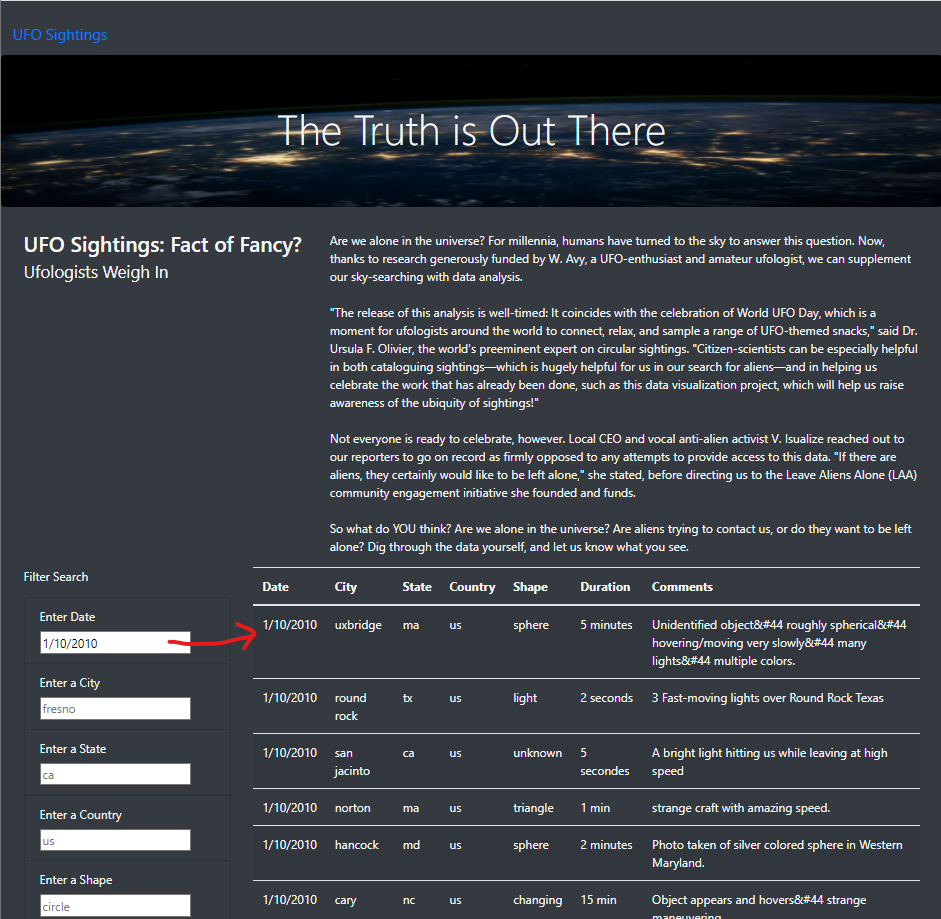 UFO Sightings
The Truth is Out There
UFO Sightings: Fact of Fancy?
Ufologists Weigh In
Are we alone in the universe? For millennia, humans have turned to the sky to answer this question. Now,
thanks to research generously funded by W. Avy, a UFO-enthusiast and amateur ufologist, we can supplement
our sky-searching with data analysis.
"The release of this analysis is well-timed: It coincides with the celebration of World UFO Day, which is a
moment for ufologists around the world to connect, relax, and sample a range of UFO-themed snacks," said Dr.
Ursula F. Olivier, the world's preeminent expert on circular sightings. "Citizen-scientists can be especially helpful
in both cataloguing sightings—which is hugely helpful for us in our search for aliens—and in helping us
celebrate the work that has already been done, such as this data visualization project, which will help us raise
awareness of the ubiquity of sightings!"
Not everyone is ready to celebrate, however. Local CEO and vocal anti-alien activist V. Isualize reached out to
our reporters to go on record as firmly opposed to any attempts to provide access to this data. "If there are
aliens, they certainly would like to be left alone," she stated, before directing us to the Leave Aliens Alone (LAA)
community engagement initiative she founded and funds.
So what do YOU think? Are we alone in the universe? Are aliens trying to contact us, or do they want to be left
alone? Dig through the data yourself, and let us know what you see.
Filter Search
Enter Date
1/10/2010
Enter a City
fresno
Enter a State
ca
Enter a Country
us
Enter a Shape
circle
Date City State Country Shape Duration Comments
1/10/2010 uxbridge ma us sphere 5 minutes Unidentified object&#44 roughly spherical&#44
hovering/moving very slowly&#44 many
lights&#44 multiple colors.
1/10/2010 round tx us light 2 seconds 3 Fast-moving lights over Round Rock Texas
rock
1/10/2010 san ca us unknown 5 A bright light hitting us while leaving at high
jacinto secondes speed
1/10/2010 norton ma us triangle 1 min strange craft with amazing speed.
1/10/2010 hancock md us sphere 2 minutes Photo taken of silver colored sphere in Western
Maryland.
1/10/2010 cary nc us changing 15 min Object appears and hovers&#44 strange
maneuvering